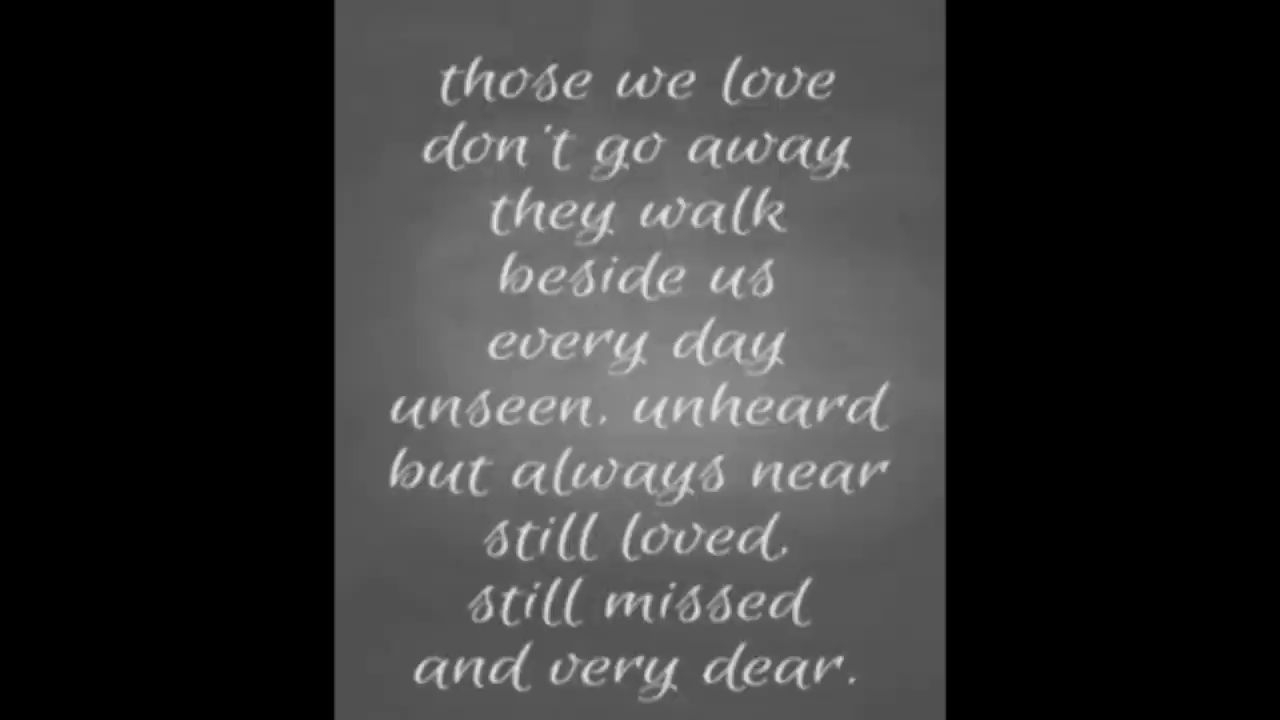 those we love
don't go away
they walk
beside us
every day
unseen, unheard
but always near
still loved,
still missed
and very dear.